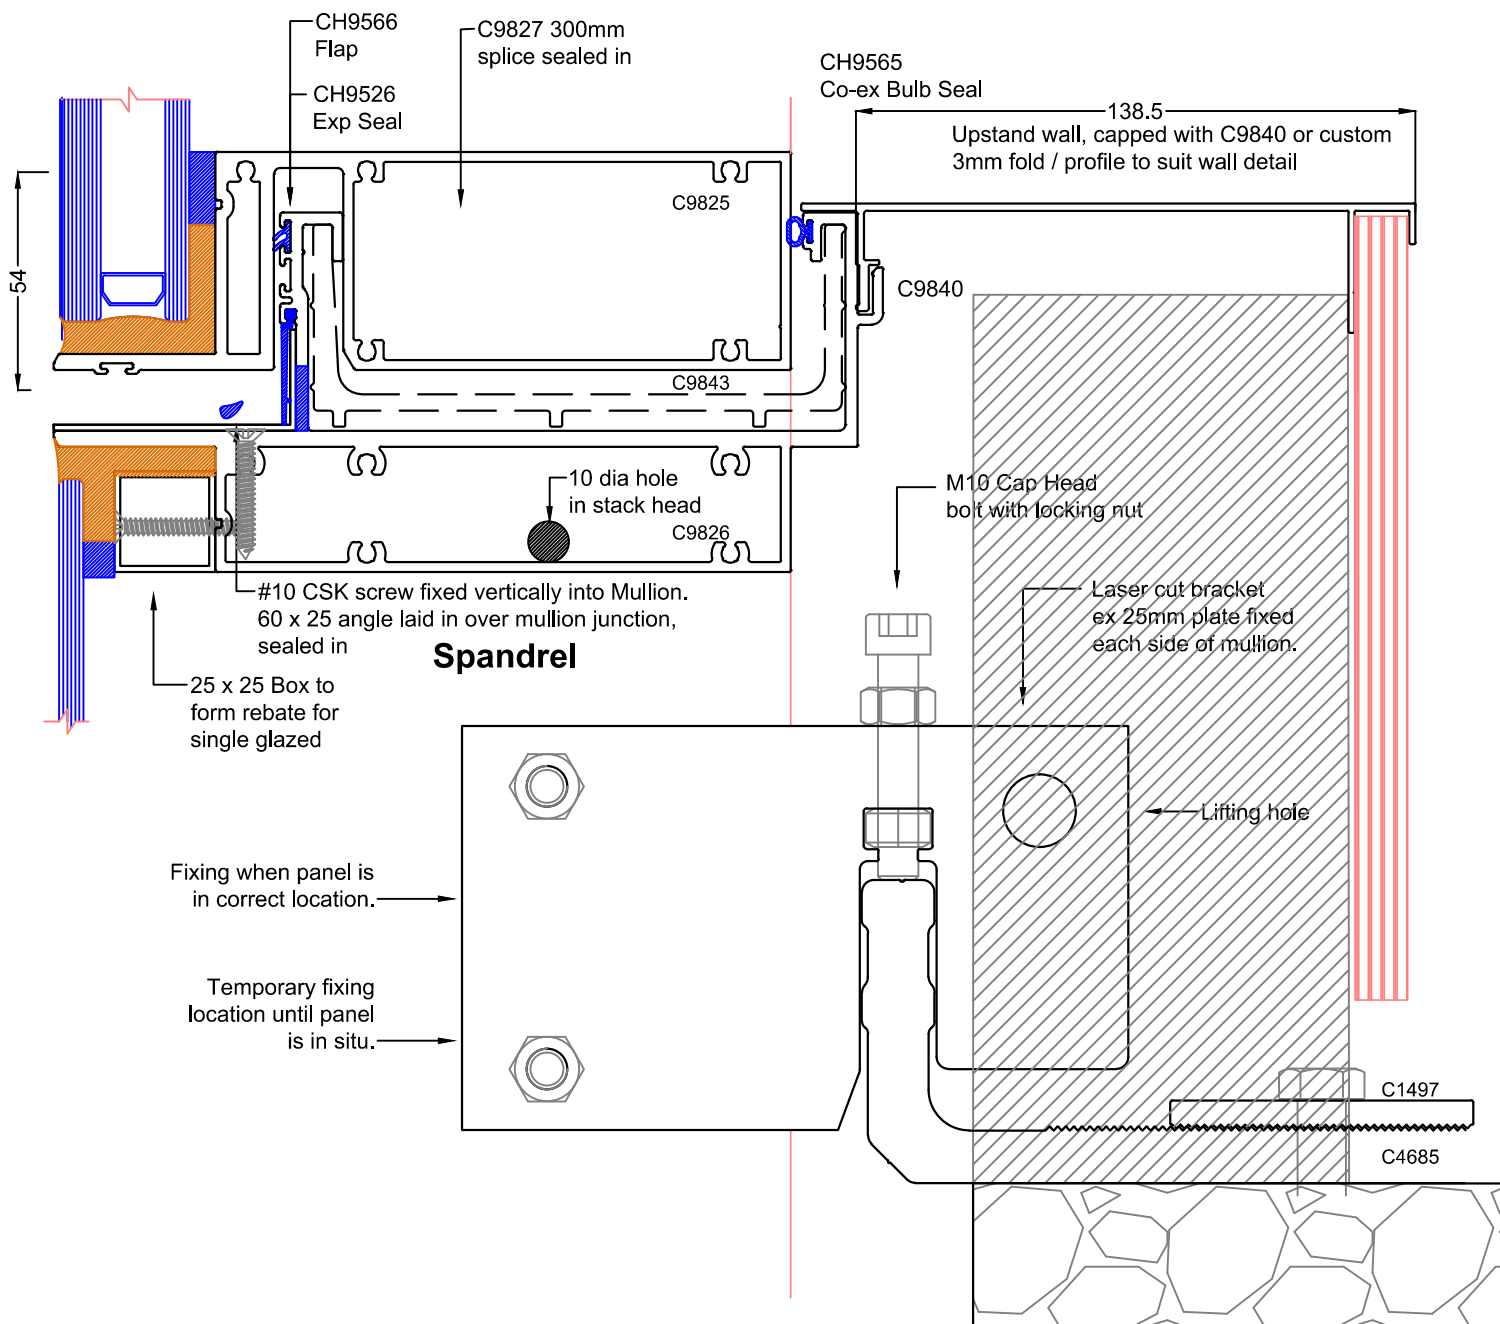 CH9566
Flap
CH9526
Exp Seal
C9827 300mm
splice sealed in
CH9565
Co-ex Bulb Seal
138.5
Upstand wall, capped with C9840 or custom
3mm fold / profile to suit wall detail
C9825
54
C9840
C9843
10 dia hole
in stack head
C9826
M10 Cap Head
bolt with locking nut
#10 CSK screw fixed vertically into Mullion.
60 x 25 angle laid in over mullion junction,
sealed in
Spandrel
Laser cut bracket
ex 25mm plate fixed
each side of mullion.
25 x 25 Box to
form rebate for
single glazed
Lifting hole
Fixing when panel is
in correct location.
Temporary fixing
location until panel
is in situ.
C1497
C4685